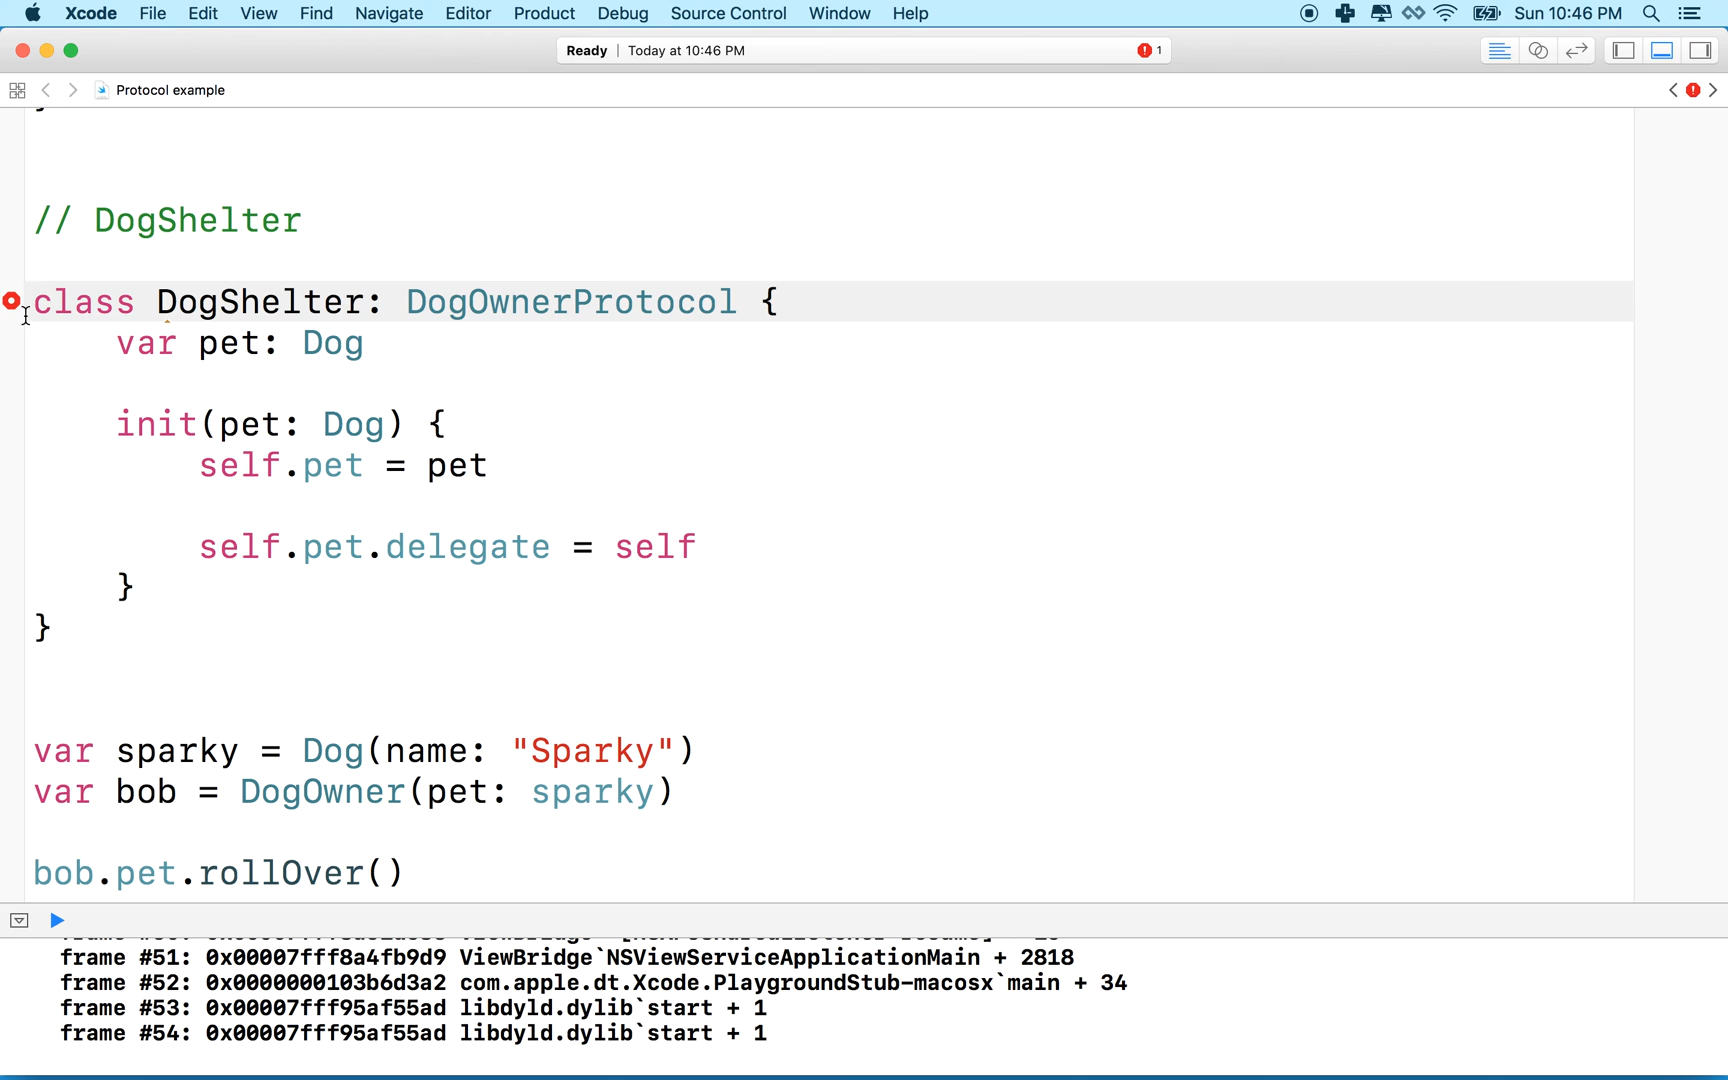 Xcode File Edit View Find Navigate Editor Product Debug Source Control Window Help Sun 10:46 PM
Ready | Today at 10:46 PM 1
Protocol example
}
// DogShelter
class DogShelter: DogOwnerProtocol {
var pet: Dog
init(pet: Dog) {
self.pet = pet
self.pet.delegate = self
}
}
var sparky = Dog(name: "Sparky")
var bob = DogOwner(pet: sparky)
bob.pet.rollOver()
frame #51: 0x00007fff8a4fb9d9 ViewBridge`NSViewServiceApplicationMain + 2818
frame #52: 0x0000000103b6d3a2 com.apple.dt.Xcode.PlaygroundStub-macosx`main + 34
frame #53: 0x00007fff95af55ad libdyld.dylib`start + 1
frame #54: 0x00007fff95af55ad libdyld.dylib`start + 1